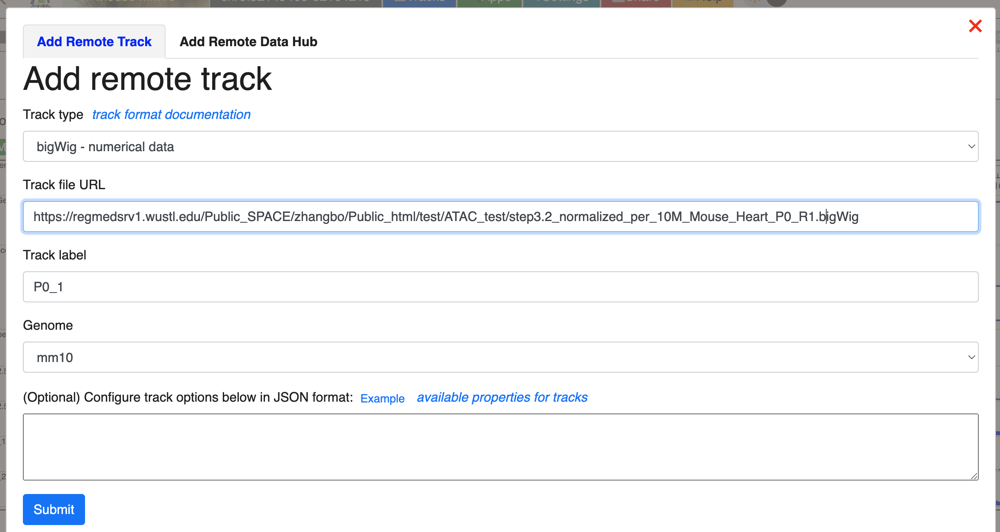 Add Remote Track Add Remote Data Hub
Add remote track
Track type track format documentation
bigWig - numerical data
Track file URL
https://regmedsrv1.wustl.edu/Public_SPACE/zhangbo/Public_html/test/ATAC_test/step3.2_normalized_per_10M_Mouse_Heart_P0_R1.bigWig
Track label
P0_1
Genome
mm10
(Optional) Configure track options below in JSON format: Example available properties for tracks
Submit